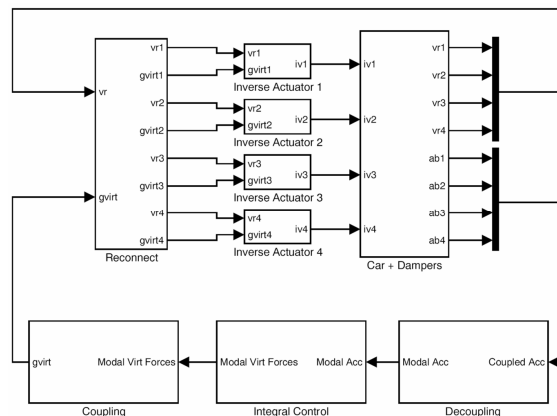 vr
gvirt
vr1
gvirt1
vr2
gvirt2
vr3
gvirt3
vr4
gvirt4
Reconnect
vr1
gvirt1
iv1
Inverse Actuator 1
vr2
gvirt2
iv2
Inverse Actuator 2
vr3
gvirt3
iv3
Inverse Actuator 3
vr4
gvirt4
iv4
Inverse Actuator 4
iv1
iv2
iv3
iv4
vr1
vr2
vr3
vr4
ab1
ab2
ab3
ab4
Car + Dampers
gvirt
Modal Virt Forces
Coupling
Modal Virt Forces
Modal Acc
Integral Control
Modal Acc
Coupled Acc
Decoupling